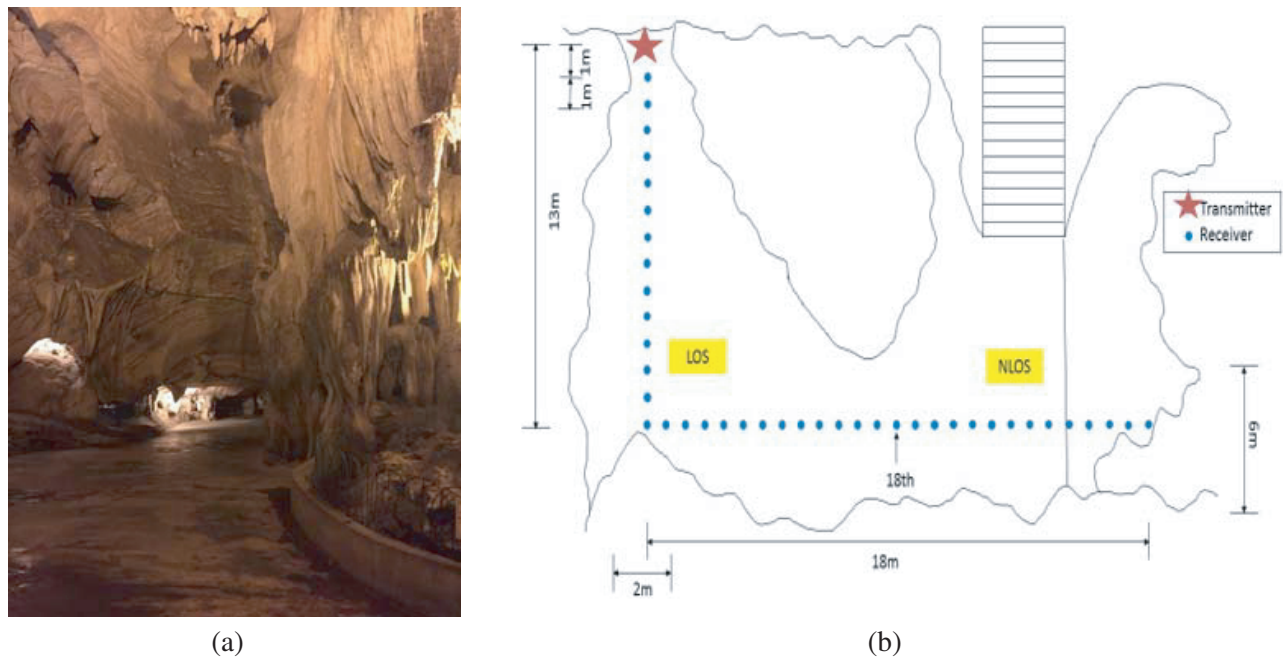 1m
1m
13m
Transmitter
Receiver
LOS
NLOS
6m
18th
18m
2m
(a)
(b)